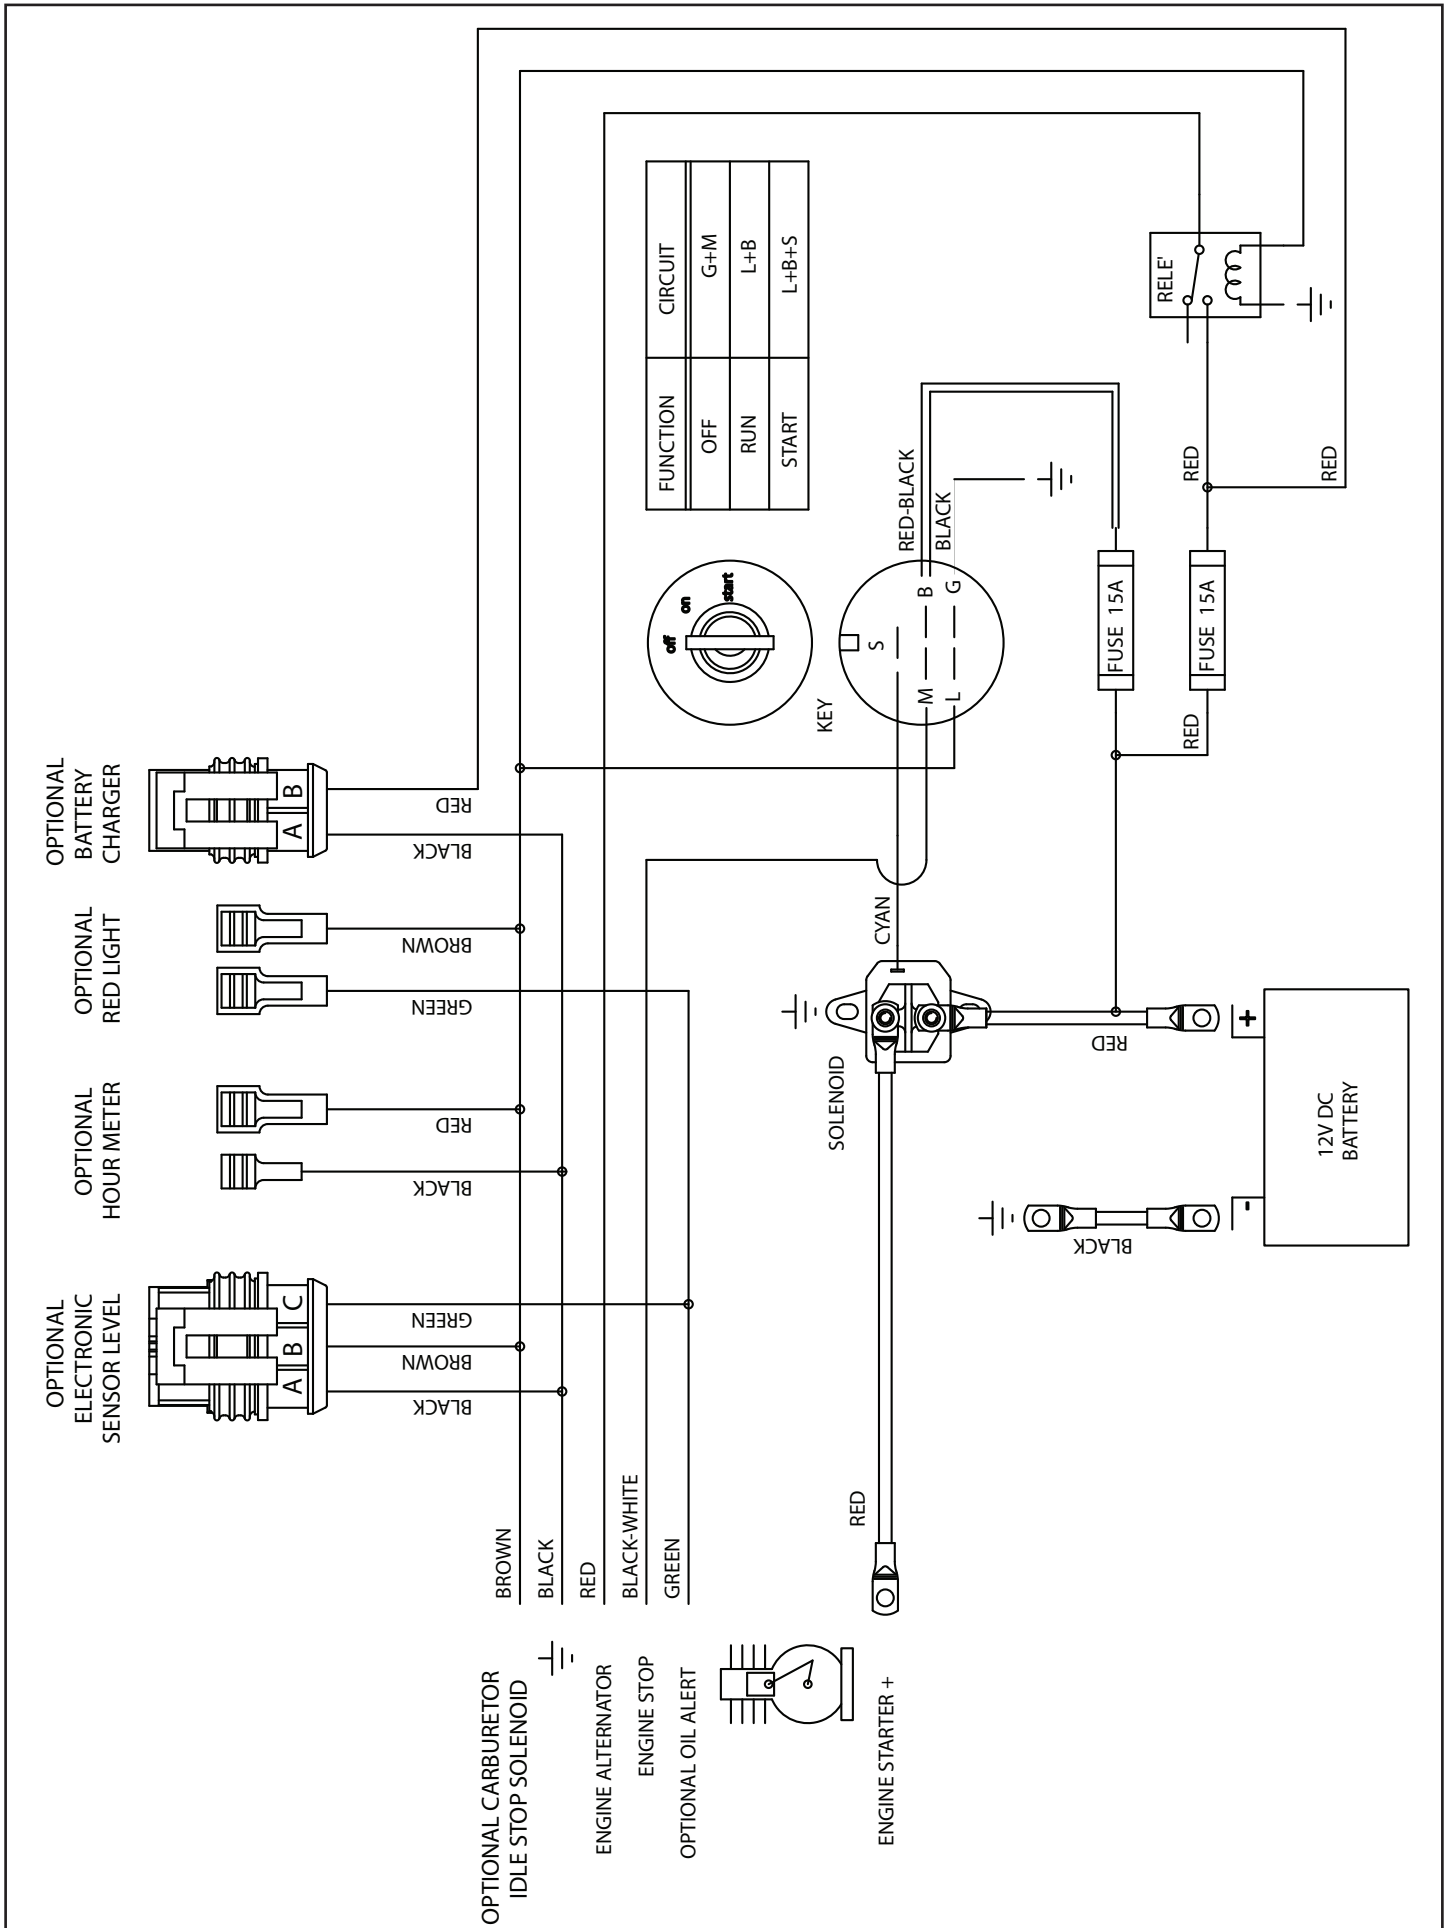 OPTIONAL
ELECTRONIC
SENSOR LEVEL
A
B
C
BLACK
BROWN
GREEN
OPTIONAL
HOUR METER
BLACK
RED
OPTIONAL
RED LIGHT
GREEN
BROWN
OPTIONAL
BATTERY
CHARGER
A
B
BLACK
RED
OPTIONAL CARBURETOR
IDLE STOP SOLENOID
BROWN
BLACK
ENGINE ALTERNATOR
RED
ENGINE STOP
BLACK-WHITE
OPTIONAL OIL ALERT
GREEN
ENGINE STARTER +
RED
SOLENOID
CYAN
KEY
off
on
start
FUNCTION
CIRCUIT
OFF
G+M
RUN
L+B
START
L+B+S
S
M
B
L
G
RED-BLACK
BLACK
FUSE 15A
FUSE 15A
RED
RED
RED
RELE'
RED
BLACK
-
+
12V DC
BATTERY